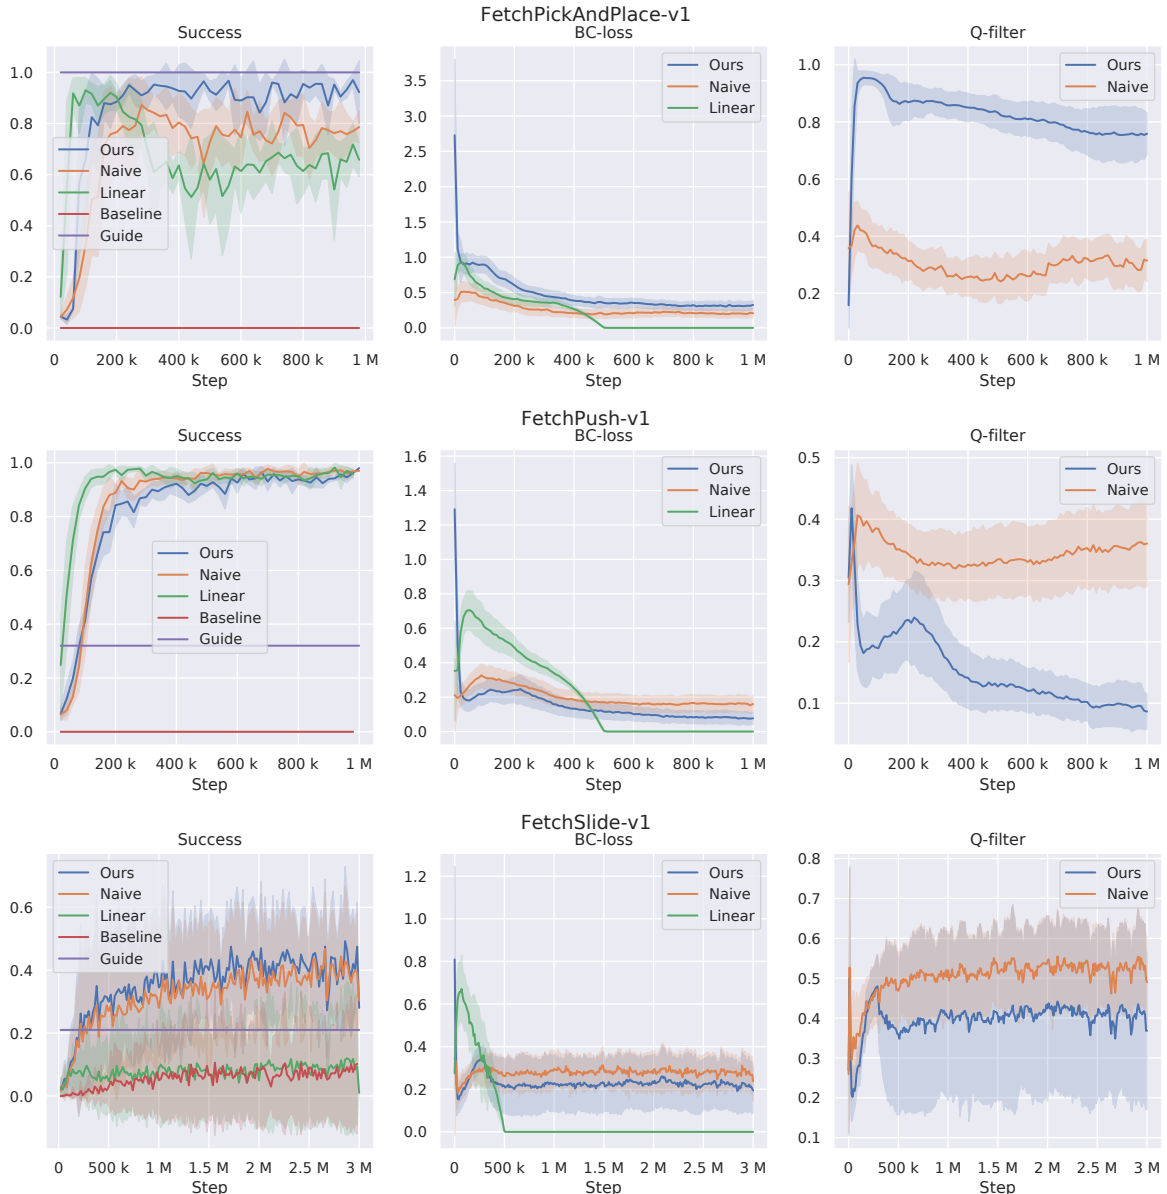 FetchPickAndPlace-v1
Success
BC-loss
Q-filter
1.0
0.8
0.6
0.4
0.2
0.0
Ours
Naive
Linear
Baseline
Guide
0 200 k 400 k 600 k 800 k 1 M
Step
3.5
3.0
2.5
2.0
1.5
1.0
0.5
0.0
Ours
Naive
Linear
0 200 k 400 k 600 k 800 k 1 M
Step
1.0
0.8
0.6
0.4
0.2
Ours
Naive
0 200 k 400 k 600 k 800 k 1 M
Step
FetchPush-v1
Success
BC-loss
Q-filter
1.0
0.8
0.6
0.4
0.2
0.0
Ours
Naive
Linear
Baseline
Guide
0 200 k 400 k 600 k 800 k 1 M
Step
1.6
1.4
1.2
1.0
0.8
0.6
0.4
0.2
0.0
Ours
Naive
Linear
0 200 k 400 k 600 k 800 k 1 M
Step
0.5
0.4
0.3
0.2
0.1
Ours
Naive
0 200 k 400 k 600 k 800 k 1 M
Step
FetchSlide-v1
Success
BC-loss
Q-filter
0.6
0.4
0.2
0.0
Ours
Naive
Linear
Baseline
Guide
0 500 k 1 M 1.5 M 2 M 2.5 M 3 M
Step
1.2
1.0
0.8
0.6
0.4
0.2
0.0
Ours
Naive
Linear
0 500 k 1 M 1.5 M 2 M 2.5 M 3 M
Step
0.8
0.7
0.6
0.5
0.4
0.3
0.2
0.1
Ours
Naive
0 500 k 1 M 1.5 M 2 M 2.5 M 3 M
Step